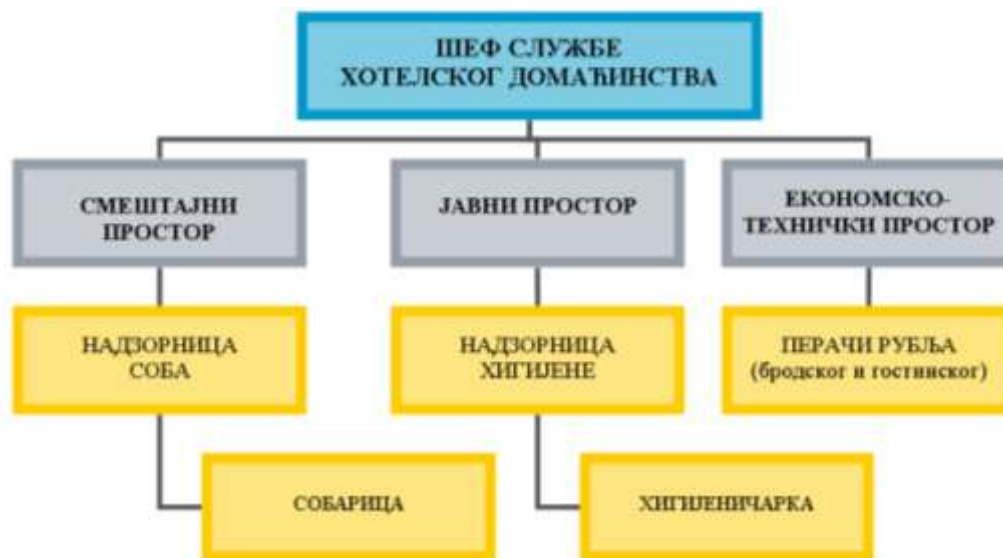 ШЕФ СЛУЖБЕ
ХОТЕЛСКОГ ДОМАЋИНСТВА
СМЕШТАЈНИ
ПРОСТОР
ЈАВНИ ПРОСТОР
ЕКОНОМСКО-
ТЕХНИЧКИ ПРОСТОР
НАДЗОРНИЦА
СОБА
НАДЗОРНИЦА
ХИГИЈЕНЕ
ПЕРАЧИ РУБЉА
(бродског и гостинског)
СОБАРИЦА
ХИГИЈЕНИЧАРКА